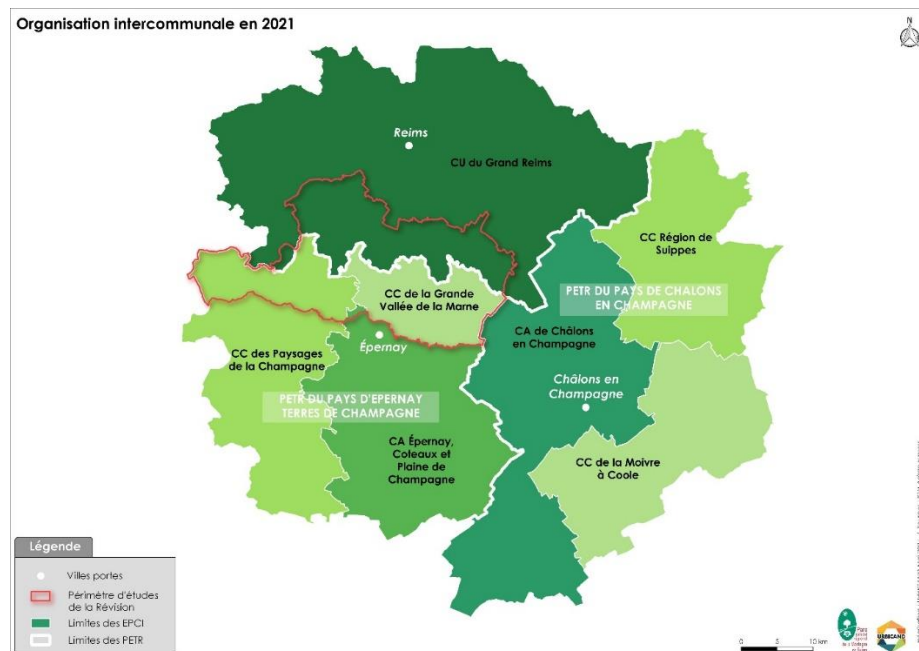 Organisation intercommunale en 2021
N
Reims
CU du Grand Reims
CC Région de
Suippes
CC de la Grande
Vallée de la Marne
PETR DU PAYS DE CHALONS
EN CHAMPAGNE
CA de Châlons
en Champagne
Épernay
CC des Paysages
de la Champagne
Châlons en
Champagne
PETR DU PAYS D'EPERNAY
TERRES DE CHAMPAGNE
CA Épernay,
Coteaux et
Plaine de
Champagne
CC de la Moivre
à Coole
Légende
Villes portes
Périmètre d'études
de la Révision
Limites des EPCI
Limites des PETR
0 5 10 km
Parc
URBICAND